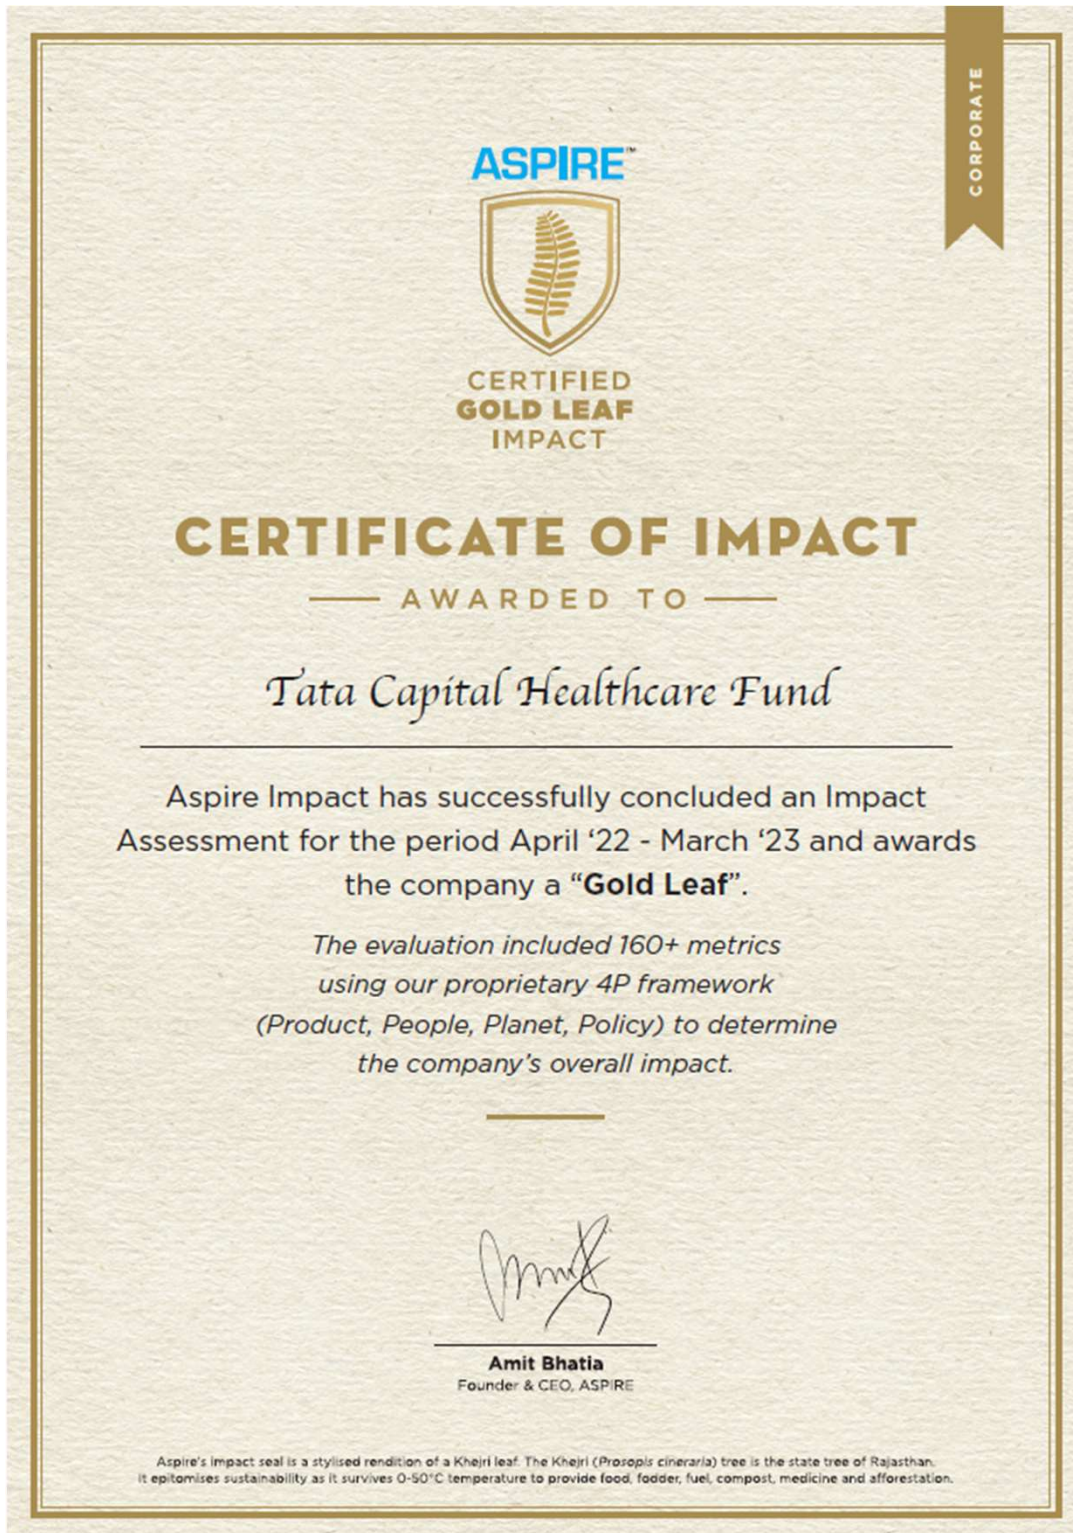 CORPORATE
ASPIRE™
CERTIFIED
GOLD LEAF
IMPACT
CERTIFICATE OF IMPACT
AWARDED TO
Tata Capital Healthcare Fund
Aspire Impact has successfully concluded an Impact
Assessment for the period April ‘22 - March ‘23 and awards
the company a “Gold Leaf”.
The evaluation included 160+ metrics
using our proprietary 4P framework
(Product, People, Planet, Policy) to determine
the company’s overall impact.
Amit Bhatia
Founder & CEO, ASPIRE
Aspire’s impact seal is a stylised rendition of a Khejri leaf. The Khejri (Prosopis cineraria) tree is the state tree of Rajasthan.
It epitomises sustainability as it survives 0-50°C temperature to provide food, fodder, fuel, compost, medicine and afforestation.